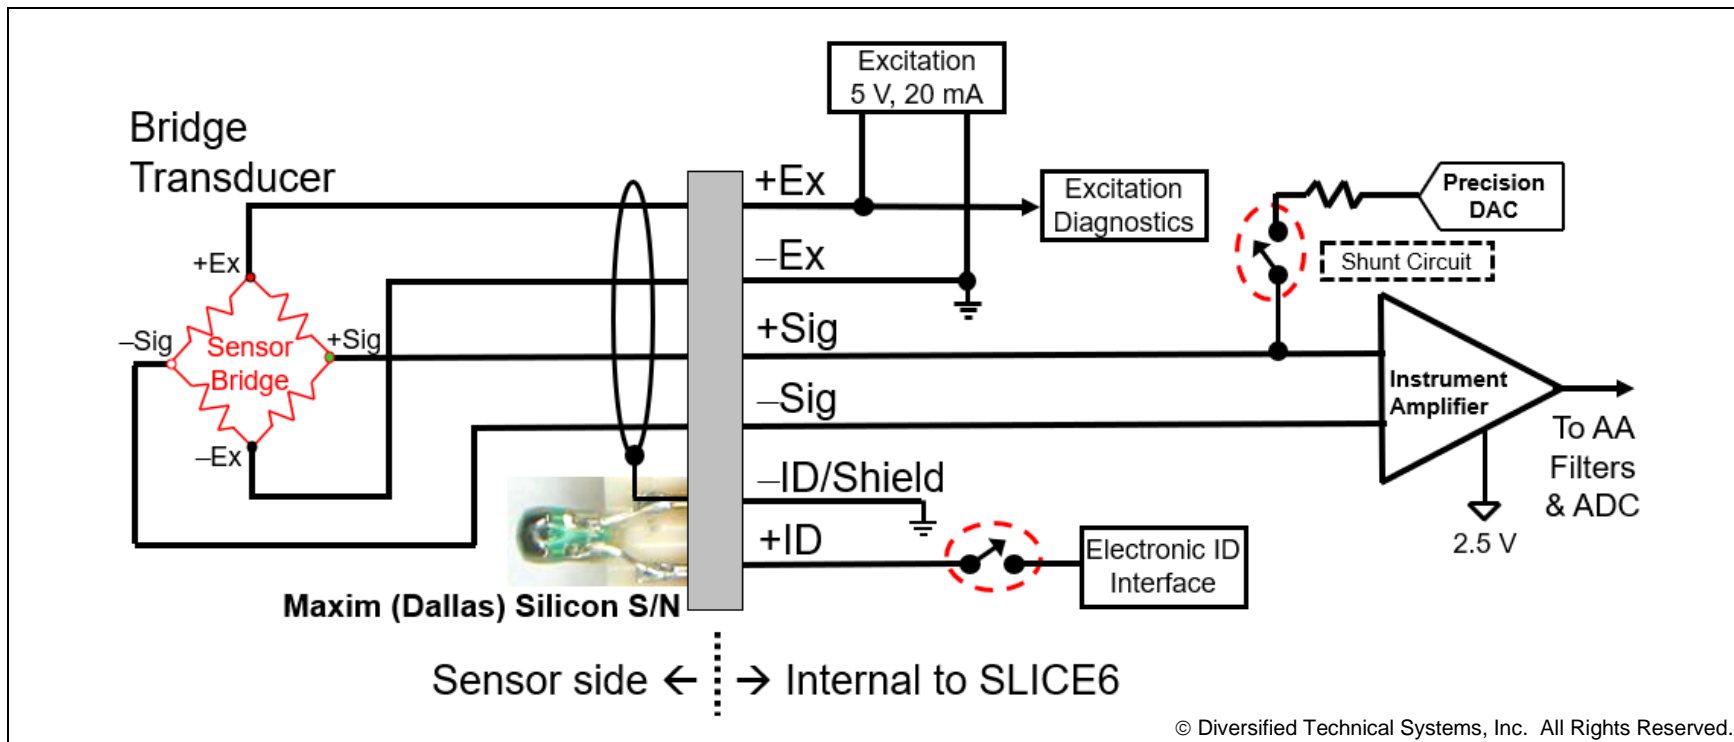 Excitation
5 V, 20 mA
Bridge
Transducer
+Ex
Excitation
Diagnostics
Precision
DAC
–Ex
Shunt Circuit
+Ex
+Sig
–Sig
+Sig
Sensor
Bridge
Instrument
Amplifier
–Sig
–Ex
To AA
Filters
& ADC
–ID/Shield
2.5 V
+ID
Electronic ID
Interface
Maxim (Dallas) Silicon S/N
Sensor side ← → Internal to SLICE6
© Diversified Technical Systems, Inc. All Rights Reserved.